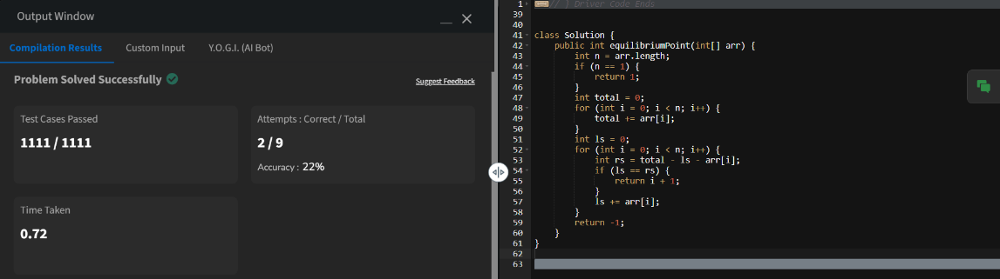 Output Window
Compilation Results Custom Input Y.O.G.I. (AI Bot)
Problem Solved Successfully
Suggest Feedback
Test Cases Passed
1111 / 1111
Attempts : Correct / Total
2 / 9
Accuracy : 22%
Time Taken
0.72
1 // } Driver Code Ends
39
40
41 class Solution {
42 public int equilibriumPoint(int[] arr) {
43 int n = arr.length;
44 if (n == 1) {
45 return 1;
46 }
47 int total = 0;
48 for (int i = 0; i < n; i++) {
49 total += arr[i];
50 }
51 int ls = 0;
52 for (int i = 0; i < n; i++) {
53 int rs = total - ls - arr[i];
54 if (ls == rs) {
55 return i + 1;
56 }
57 ls += arr[i];
58 }
59 return -1;
60 }
61 }
62
63